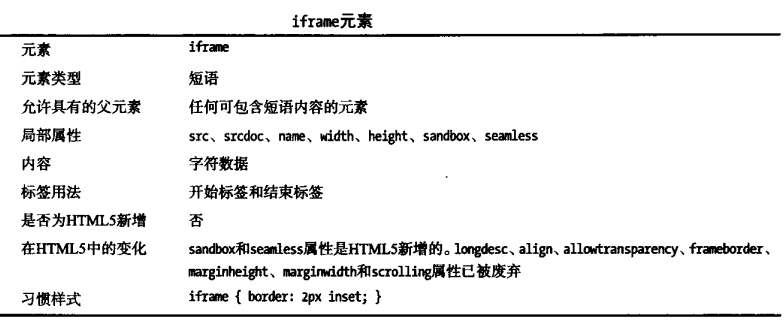 iframe元素
元素 iframe
元素类型 短语
允许具有的父元素 任何可包含短语内容的元素
局部属性 src、srcdoc、name、width、height、sandbox、seamless
内容 字符数据
标签用法 开始标签和结束标签
是否为HTML5新增 否
在HTML5中的变化 sandbox和seamless属性是HTML5新增的。longdesc、align、allowtransparency、frameborder、
marginheight、marginwidth和scrolling属性已被废弃
习惯样式 iframe { border: 2px inset; }